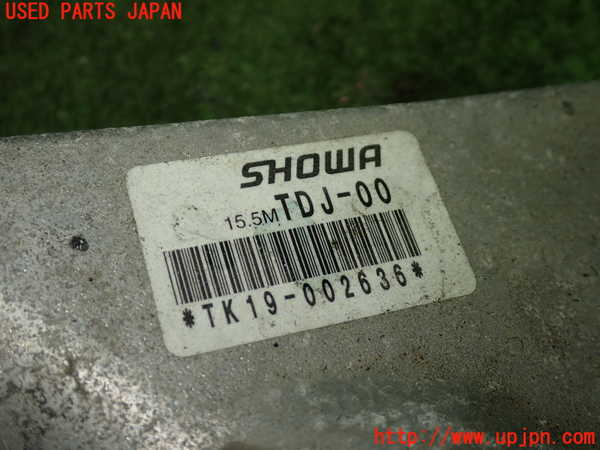 USED PARTS JAPAN
SHOWA
15.5M TDJ-00
*TK19-002636*
http://www.upjpn.com/